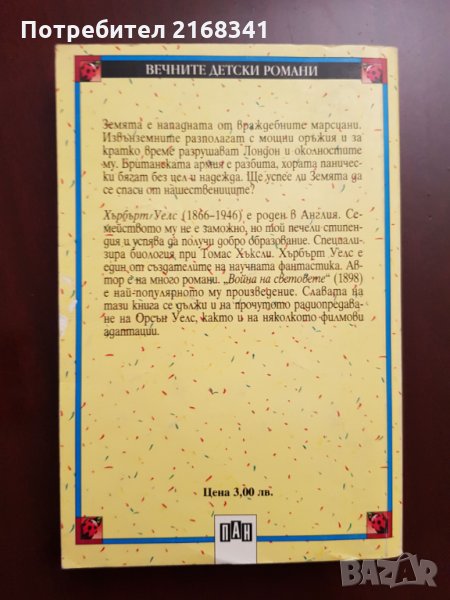 Потребител 2168341
ВЕЧНИТЕ ДЕТСКИ РОМАНИ
Земята е нападната от враждебните марсиани.
Извънземните разполагат с мощни оръжия и за
кратко време разрушават Лондон и околностите
му. Британската армия е разбита, хората паничес-
ки бягат без цел и надежда. Ще успее ли Земята да
се спаси от нашествениците?
Хърбърт Уелс (1866–1946) е роден в Англия. Се-
мейството му не е заможно, но той печели стипен-
дия и успява да получи добро образование. Специали-
зира биология при Томас Хъксли. Хърбърт Уелс е
един от създателите на научната фантастика. Ав-
тор е на много романи. „Война на световете“ (1898)
е най-популярното му произведение. Славата на
тази книга се дължи и на прочутото радиопредава-
не на Орсън Уелс, както и на няколкото филмови
адаптации.
Цена 3,00 лв.
ПАН
BAZAR